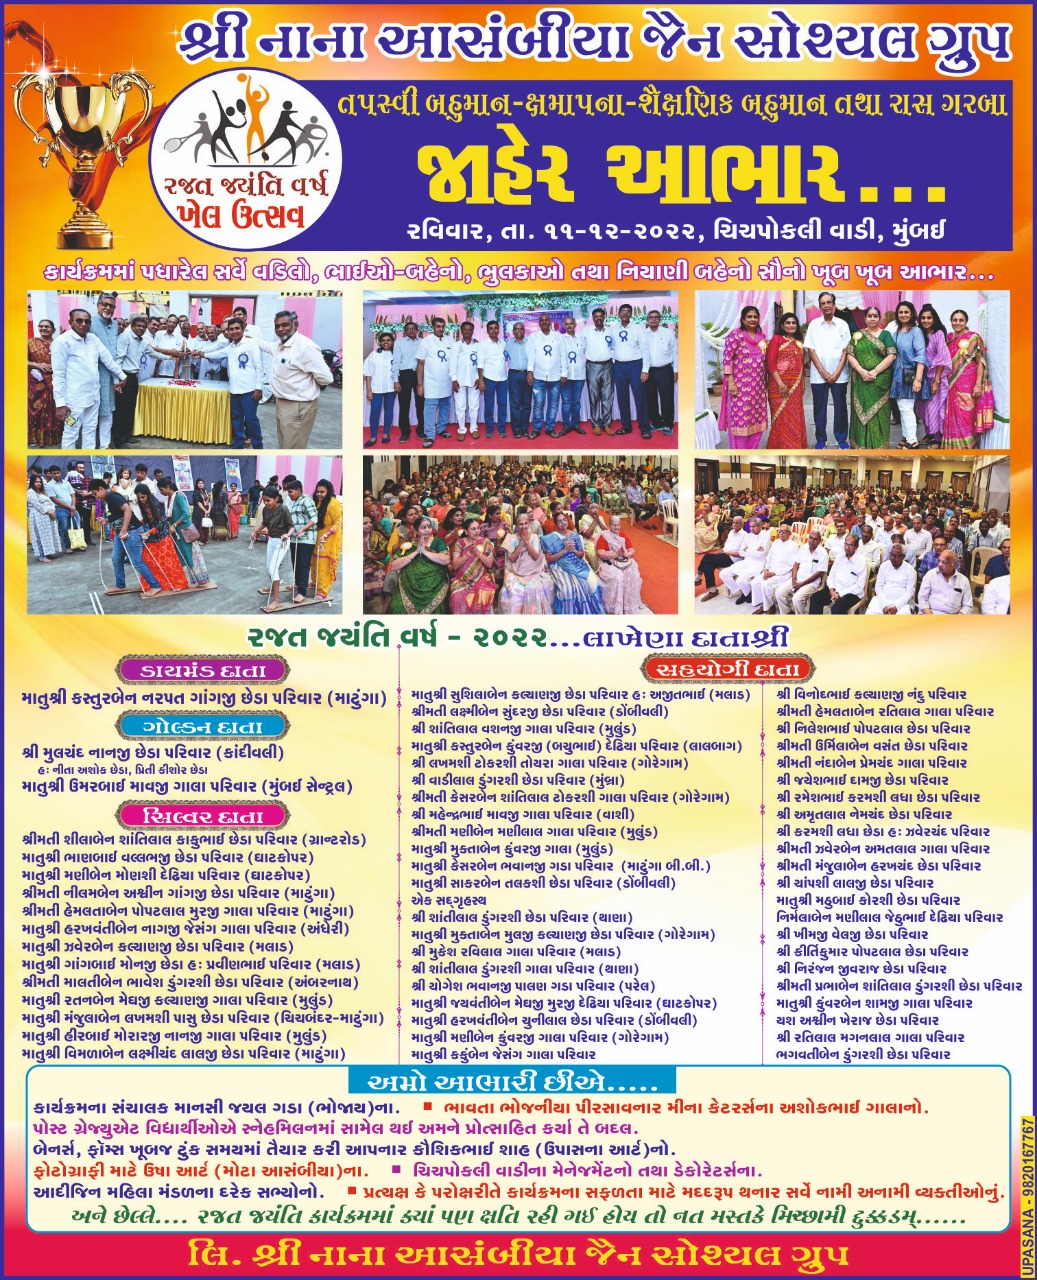 શ્રી નાના આસંબીયા જૈન સોશ્યલ ગ્રુપ
તપસ્વી બહુમાન-ક્ષમાપના-શૈક્ષણિક બહુમાન તથા રાસ ગરબા
જાહેર આભાર...
રવિવાર, તા. ૧૧-૧૨-૨૦૨૨, ચિચપોકલી વાડી, મુંબઈ
રજત જયંતિ વર્ષ
ખેલ ઉત્સવ
કાર્યક્રમમાં પધારેલ સર્વે વડિલો, ભાઈઓ-બહેનો, ભુલકાઓ તથા નિયાણી બહેનો સૌનો ખૂબ ખૂબ આભાર...
રજત જયંતિ વર્ષ - ૨૦૨૨...લાખેણા દાતાશ્રી
ડાયમંડ દાતા
માતુશ્રી કસ્તુરબેન નરપત ગાંગજી છેડા પરિવાર (માટુંગા)
ગોલ્ડન દાતા
શ્રી મુલચંદ નાનજી છેડા પરિવાર (કાંદીવલી)
હ: નીતા અશોક છેડા, પ્રિતી કીશોર છેડા
માતુશ્રી ઉમરબાઈ માવજી ગાલા પરિવાર (મુંબઈ સેન્ટ્રલ)
સિલ્વર દાતા
શ્રીમતી શીલાબેન શાંતિલાલ કાકુભાઈ છેડા પરિવાર (ગ્રાન્ટરોડ)
માતુશ્રી ભાણબાઈ વલ્લભજી છેડા પરિવાર (ઘાટકોપર)
માતુશ્રી મણીબેન મોણશી દેઢિયા પરિવાર (ઘાટકોપર)
શ્રીમતી નીલમબેન અશ્વીન ગાંગજી છેડા પરિવાર (માટુંગા)
શ્રીમતી હેમલતાબેન પોપટલાલ મુરજી ગાલા પરિવાર (માટુંગા)
માતુશ્રી હરખવંતીબેન નાગજી જેસંગ ગાલા પરિવાર (અંધેરી)
માતુશ્રી ઝવેરબેન કલ્યાણજી છેડા પરિવાર (મલાડ)
માતુશ્રી ગાંગબાઈ મોનજી છેડા હ: પ્રવીણભાઈ પરિવાર (મલાડ)
શ્રીમતી માલતીબેન ભાવેશ ડુંગરશી છેડા પરિવાર (અંબરનાથ)
માતુશ્રી રતનબેન મેઘજી કલ્યાણજી ગાલા પરિવાર (મુલુંડ)
માતુશ્રી મંજુલાબેન લખમશી પાસુ છેડા પરિવાર (ચિચબંદર-માટુંગા)
માતુશ્રી હીરબાઈ મોરારજી નાનજી ગાલા પરિવાર (મુલુંડ)
માતુશ્રી વિમળાબેન લક્ષ્મીચંદ લાલજી છેડા પરિવાર (માટુંગા)
સહયોગી દાતા
માતુશ્રી સુશિલાબેન કલ્યાણજી છેડા પરિવાર હ: અજીતભાઈ (મલાડ)
શ્રીમતી લક્ષ્મીબેન સુંદરજી છેડા પરિવાર (ડોંબીવલી)
શ્રી શાંતિલાલ વશનજી ગાલા પરિવાર (મુલુંડ)
માતુશ્રી કસ્તુરબેન કુંવરજી (બચુભાઈ) દેઢિયા પરિવાર (લાલબાગ)
શ્રી લખમશી ટોકરશી તોયરા ગાલા પરિવાર (ગોરેગામ)
શ્રી વાડીલાલ ડુંગરશી છેડા પરિવાર (મુંબ્રા)
શ્રીમતી કેસરબેન શાંતિલાલ ટોકરશી ગાલા પરિવાર (ગોરેગામ)
શ્રી મહેન્દ્રભાઈ માવજી ગાલા પરિવાર (વાશી)
શ્રીમતી મણીબેન મણીલાલ ગાલા પરિવાર (મુલુંડ)
માતુશ્રી મુક્તાબેન કુંવરજી ગાલા (મુલુંડ)
માતુશ્રી કેસરબેન ભવાનજી ગડા પરિવાર (માટુંગા બી.બી.)
માતુશ્રી સાકરબેન તલકશી છેડા પરિવાર (ડોંબીવલી)
એક સદ્ગૃહસ્થ
શ્રી શાંતીલાલ ડુંગરશી છેડા પરિવાર (થાણા)
માતુશ્રી મુક્તાબેન મુલજી કલ્યાણજી છેડા પરિવાર (ગોરેગામ)
શ્રી મુકેશ રવિલાલ ગાલા પરિવાર (મલાડ)
શ્રી શાંતીલાલ ડુંગરશી ગાલા પરિવાર (થાણા)
શ્રી યોગેશ ભવાનજી પાલણ ગડા પરિવાર (પરેલ)
માતુશ્રી જયવંતીબેન મેઘજી મુરજી દેઢિયા પરિવાર (ઘાટકોપર)
માતુશ્રી હરખવંતીબેન ચુનીલાલ છેડા પરિવાર (ડોંબીવલી)
માતુશ્રી મણીબેન કુંવરજી ગાલા પરિવાર (ગોરેગામ)
માતુશ્રી કકુંબેન જેસંગ ગાલા પરિવાર
શ્રી વિનોદભાઈ કલ્યાણજી નંદુ પરિવાર
શ્રીમતી હેમલતાબેન રતિલાલ ગાલા પરિવાર
શ્રી નિલેશભાઈ પોપટલાલ છેડા પરિવાર
શ્રીમતી ઉર્મિલાબેન વસંત છેડા પરિવાર
શ્રીમતી નંદાબેન પ્રેમચંદ ગાલા પરિવાર
શ્રી જયેશભાઈ દામજી છેડા પરિવાર
શ્રી રમેશભાઈ કરમશી લધા છેડા પરિવાર
શ્રી અમૃતલાલ નેમચંદ છેડા પરિવાર
શ્રી કરમશી લધા છેડા હ: ઝવેરચંદ પરિવાર
શ્રીમતી ઝવેરબેન અમતલાલ ગાલા પરિવાર
શ્રીમતી મંજુલાબેન હરખચંદ છેડા પરિવાર
શ્રી ચાંપશી લાલજી છેડા પરિવાર
માતુશ્રી મઠુબાઈ કોરશી છેડા પરિવાર
નિર્મલાબેન મણીલાલ જેઠુભાઈ દેઢિયા પરિવાર
શ્રી ખીમજી વેલજી છેડા પરિવાર
શ્રી કીર્તિકુમાર પોપટલાલ છેડા પરિવાર
શ્રી નિરંજન જીવરાજ છેડા પરિવાર
શ્રીમતી પ્રભાબેન શાંતિલાલ ડુંગરશી છેડા પરિવાર
માતુશ્રી કુંવરબેન શામજી ગાલા પરિવાર
યશ અશ્વીન ખેરાજ છેડા પરિવાર
શ્રી રતિલાલ મગનલાલ ગાલા પરિવાર
ભગવતીબેન ડુંગરશી છેડા પરિવાર
અમો આભારી છીએ.....
કાર્યક્રમના સંચાલક માનસી જયલ ગડા (ભોજાય)ના. ■ ભાવતા ભોજનીયા પીરસાવનાર મીના કેટરર્સના અશોકભાઈ ગાલાનો.
પોસ્ટ ગ્રેજ્યુએટ વિદ્યાર્થીઓએ સ્નેહમિલનમાં સામેલ થઈ અમને પ્રોત્સાહિત કર્યા તે બદલ.
બેનર્સ, ફૉમ્સ ખૂબજ ટુંક સમયમાં તૈયાર કરી આપનાર કૌશિકભાઈ શાહ (ઉપાસના આર્ટ)નો.
ફોટોગ્રાફી માટે ઉષા આર્ટ (મોટા આસંબીયા)ના. ■ ચિચપોકલી વાડીના મેનેજમેંટનો તથા ડેકોરેટર્સના.
આદીજિન મહિલા મંડળના દરેક સભ્યોનો. ■ પ્રત્યક્ષ કે પરોક્ષરીતે કાર્યક્રમના સફળતા માટે મદદરૂપ થનાર સર્વે નામી અનામી વ્યક્તીઓનું.
અને છેલ્લે.... રજત જયંતિ કાર્યક્રમમાં ક્યાં પણ ક્ષતિ રહી ગઈ હોય તો નત મસ્તકે મિચ્છામી દુક્કડમ્......
લિ. શ્રી નાના આસંબીયા જૈન સોશ્યલ ગ્રુપ
UPASANA - 9820167767